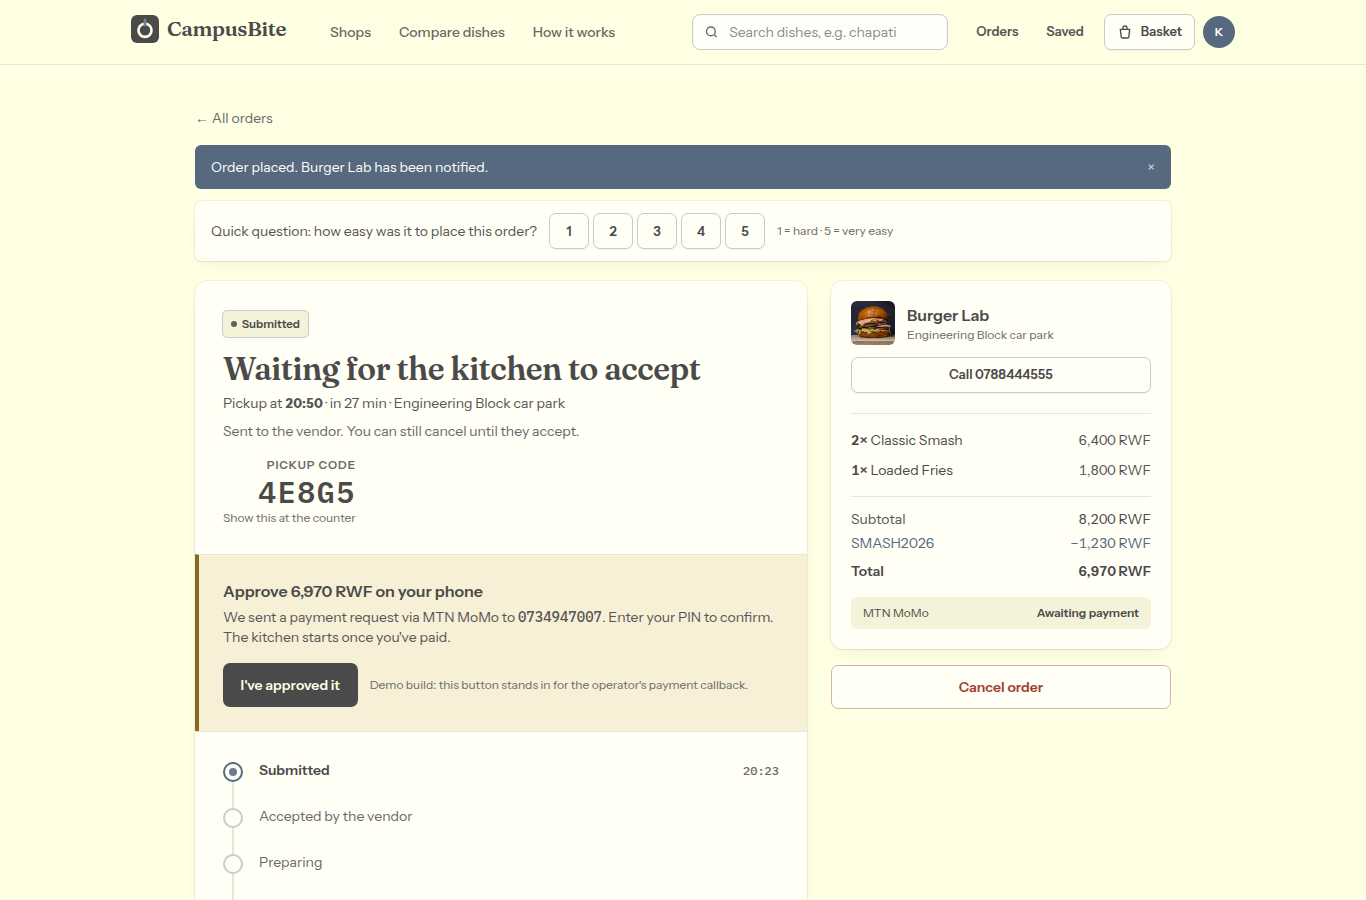 CampusBite
Shops
Compare dishes
How it works
Search dishes, e.g. chapati
Orders
Saved
Basket
K
← All orders
Order placed. Burger Lab has been notified.
×
Quick question: how easy was it to place this order?
1
2
3
4
5
1 = hard · 5 = very easy
Submitted
Waiting for the kitchen to accept
Pickup at 20:50 · in 27 min · Engineering Block car park
Sent to the vendor. You can still cancel until they accept.
PICKUP CODE
4E8G5
Show this at the counter
Approve 6,970 RWF on your phone
We sent a payment request via MTN MoMo to 0734947007. Enter your PIN to confirm.
The kitchen starts once you've paid.
I've approved it
Demo build: this button stands in for the operator's payment callback.
Submitted 20:23
Accepted by the vendor
Preparing
Burger Lab
Engineering Block car park
Call 0788444555
2× Classic Smash 6,400 RWF
1× Loaded Fries 1,800 RWF
Subtotal 8,200 RWF
SMASH2026 −1,230 RWF
Total 6,970 RWF
MTN MoMo Awaiting payment
Cancel order